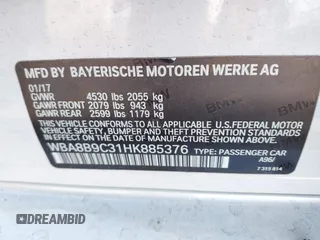 MFD BY BAYERISCHE MOTOREN WERKE AG
01/17
GVWR 4530 lbs 2055 kg
GAWR FRONT 2079 lbs 943 kg
GAWR REAR 2599 lbs 1179 kg
THIS VEHICLE CONFORMS TO ALL APPLICABLE U.S.FEDERAL MOTOR
VEHICLE SAFETY, BUMPER AND THEFT PREVENTION STANDARDS
IN EFFECT ON THE DATE OF MANUFACTURE SHOWN ABOVE.
WBA8B9C31HK885376 TYPE: PASSENGER CAR
A96/
7 315 614
© DREAMBID DREAMBID.COM